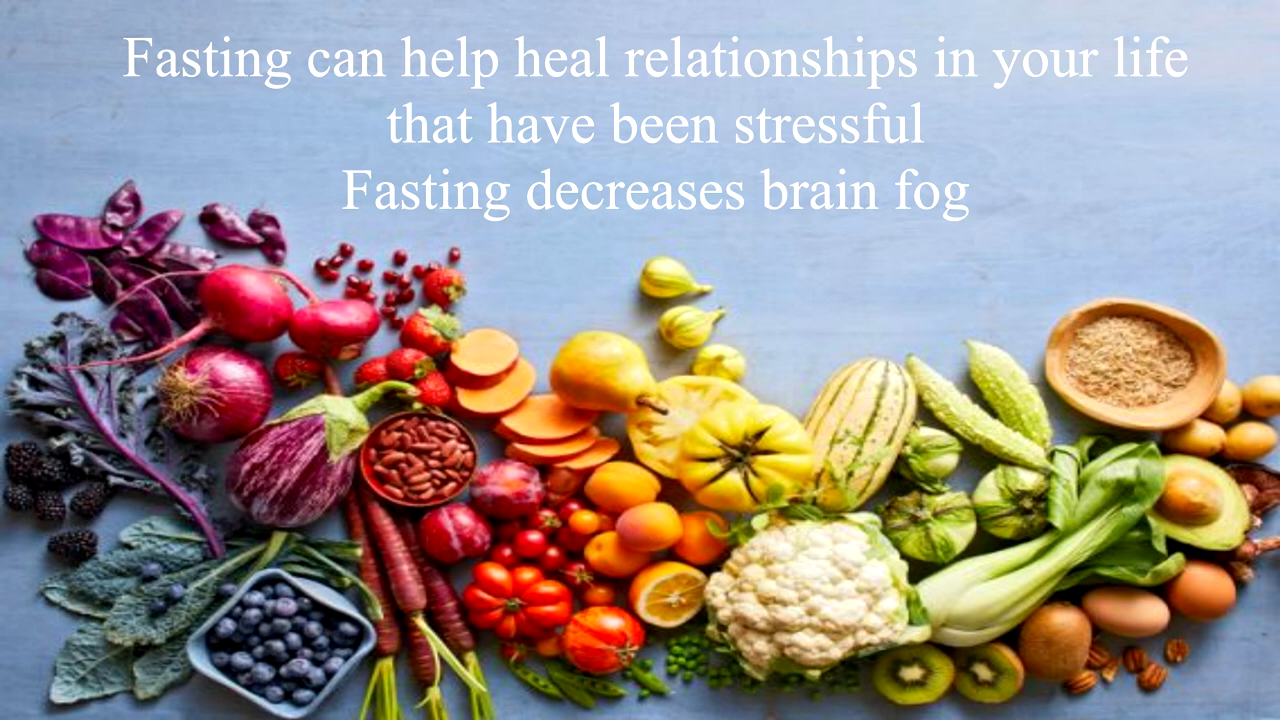 Fasting can help heal relationships in your life
that have been stressful
Fasting decreases brain fog